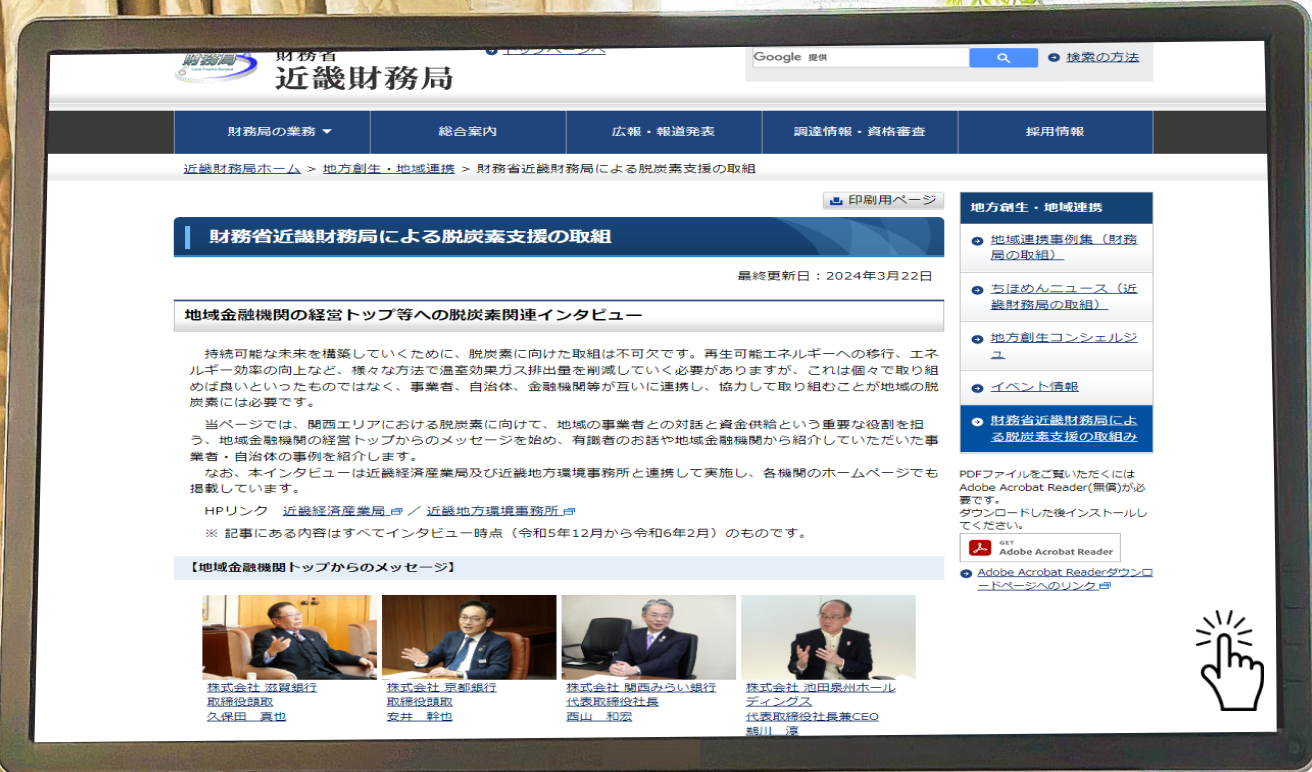 財務局
財務省
近畿財務局
トップページへ
Google 提供
検索の方法
財務局の業務 ▼
総合案内
広報・報道発表
調達情報・資格審査
採用情報
近畿財務局ホーム > 地方創生・地域連携 > 財務省近畿財務局による脱炭素支援の取組
印刷用ページ
財務省近畿財務局による脱炭素支援の取組
最終更新日：2024年3月22日
地域金融機関の経営トップ等への脱炭素関連インタビュー
持続可能な未来を構築していくために、脱炭素に向けた取組は不可欠です。再生可能エネルギーへの移行、エネ
ルギー効率の向上など、様々な方法で温室効果ガス排出量を削減していく必要がありますが、これは個々で取り組
めば良いといったものではなく、事業者、自治体、金融機関等が互いに連携し、協力して取り組むことが地域の脱
炭素には必要です。
当ページでは、関西エリアにおける脱炭素に向けて、地域の事業者との対話と資金供給という重要な役割を担
う、地域金融機関の経営トップからのメッセージを始め、有識者のお話や地域金融機関から紹介していただいた事
業者・自治体の事例を紹介します。
なお、本インタビューは近畿経済産業局及び近畿地方環境事務所と連携して実施し、各機関のホームページでも
掲載しています。
HPリンク 近畿経済産業局 ／ 近畿地方環境事務所
※ 記事にある内容はすべてインタビュー時点（令和5年12月から令和6年2月）のものです。
【地域金融機関トップからのメッセージ】
株式会社 滋賀銀行
取締役頭取
久保田 真也
株式会社 京都銀行
取締役頭取
安井 幹也
株式会社 関西みらい銀行
代表取締役社長
西山 和宏
株式会社 池田泉州ホール
ディングス
代表取締役社長兼CEO
鵜川 淳
地方創生・地域連携
地域連携事例集（財務
局の取組）
ちほめんニュース（近
畿財務局の取組）
地方創生コンシェルジ
ュ
イベント情報
財務省近畿財務局によ
る脱炭素支援の取組み
PDFファイルをご覧いただくには
Adobe Acrobat Reader(無償)が必
要です。
ダウンロードした後インストールし
てください。
GET
Adobe Acrobat Reader
Adobe Acrobat Readerダウンロ
ードページへのリンク